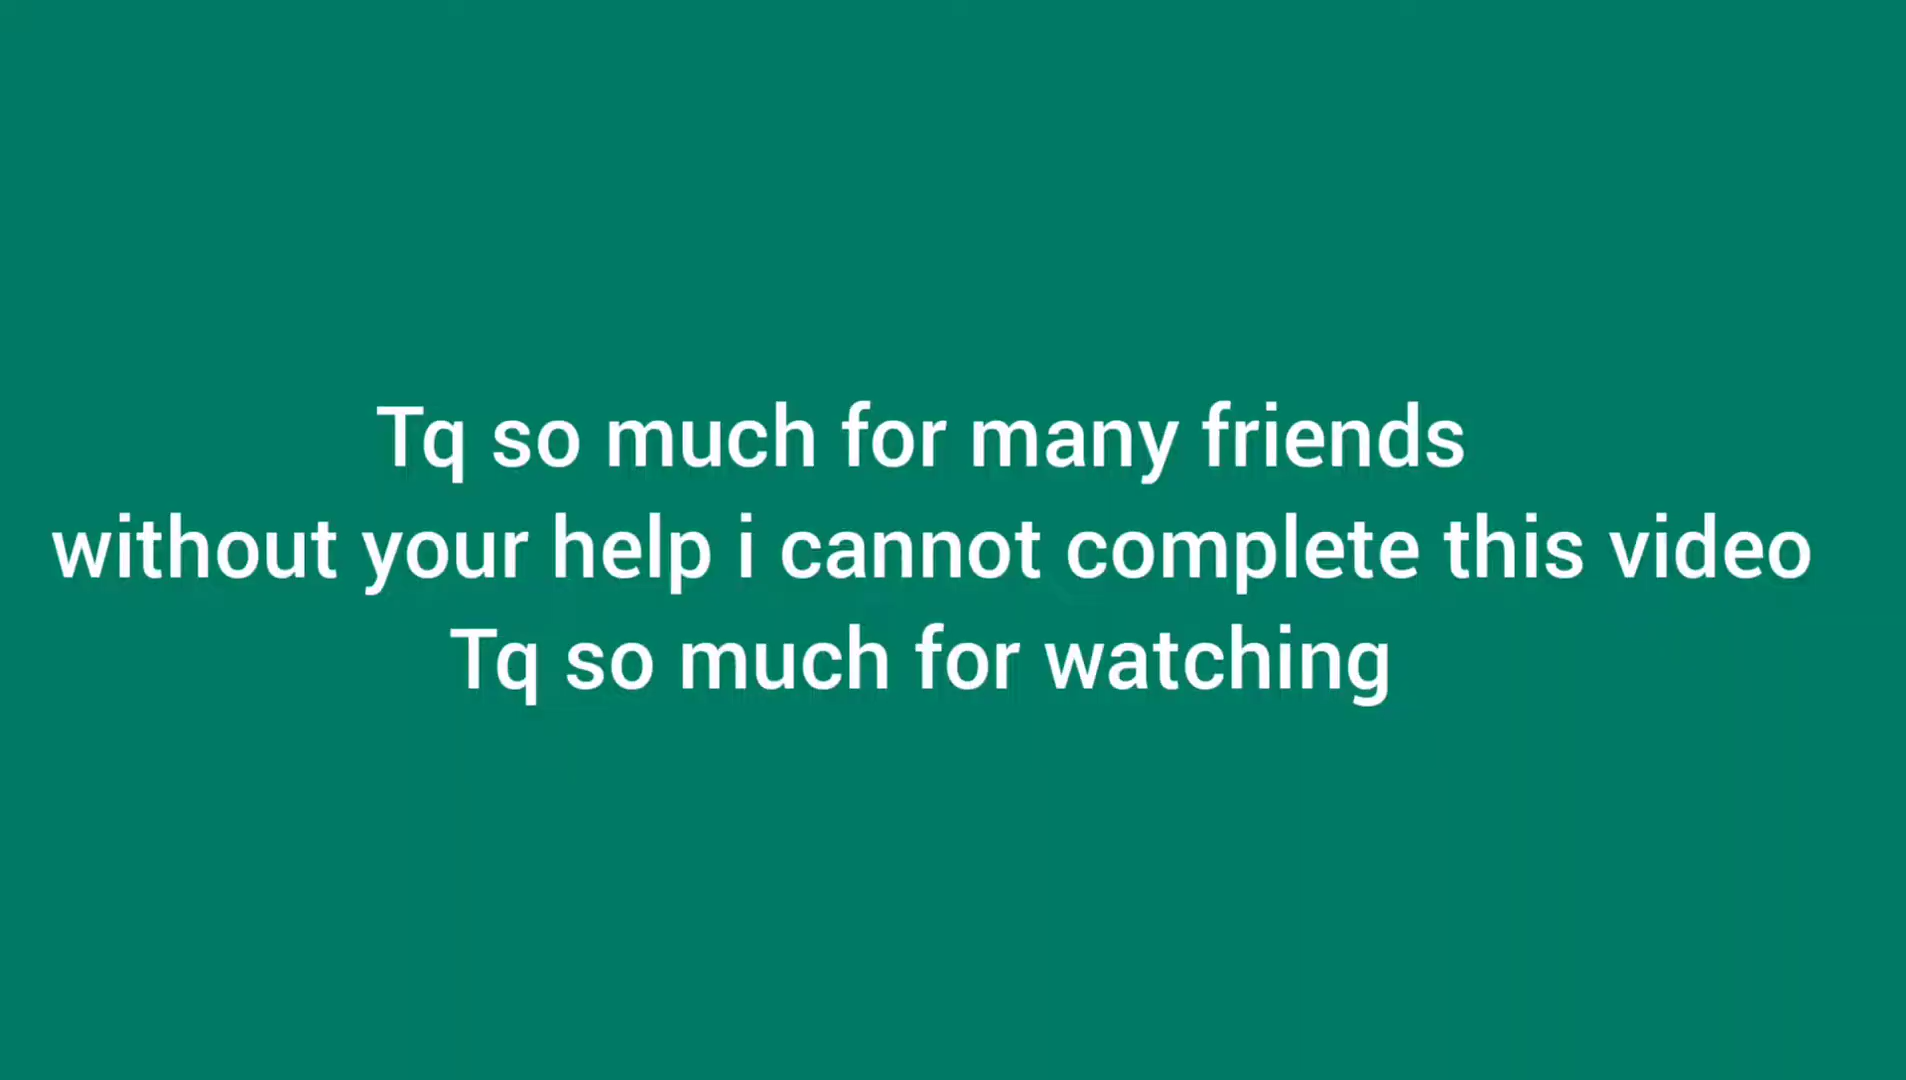 Tq so much for many friends
without your help i cannot complete this video
Tq so much for watching